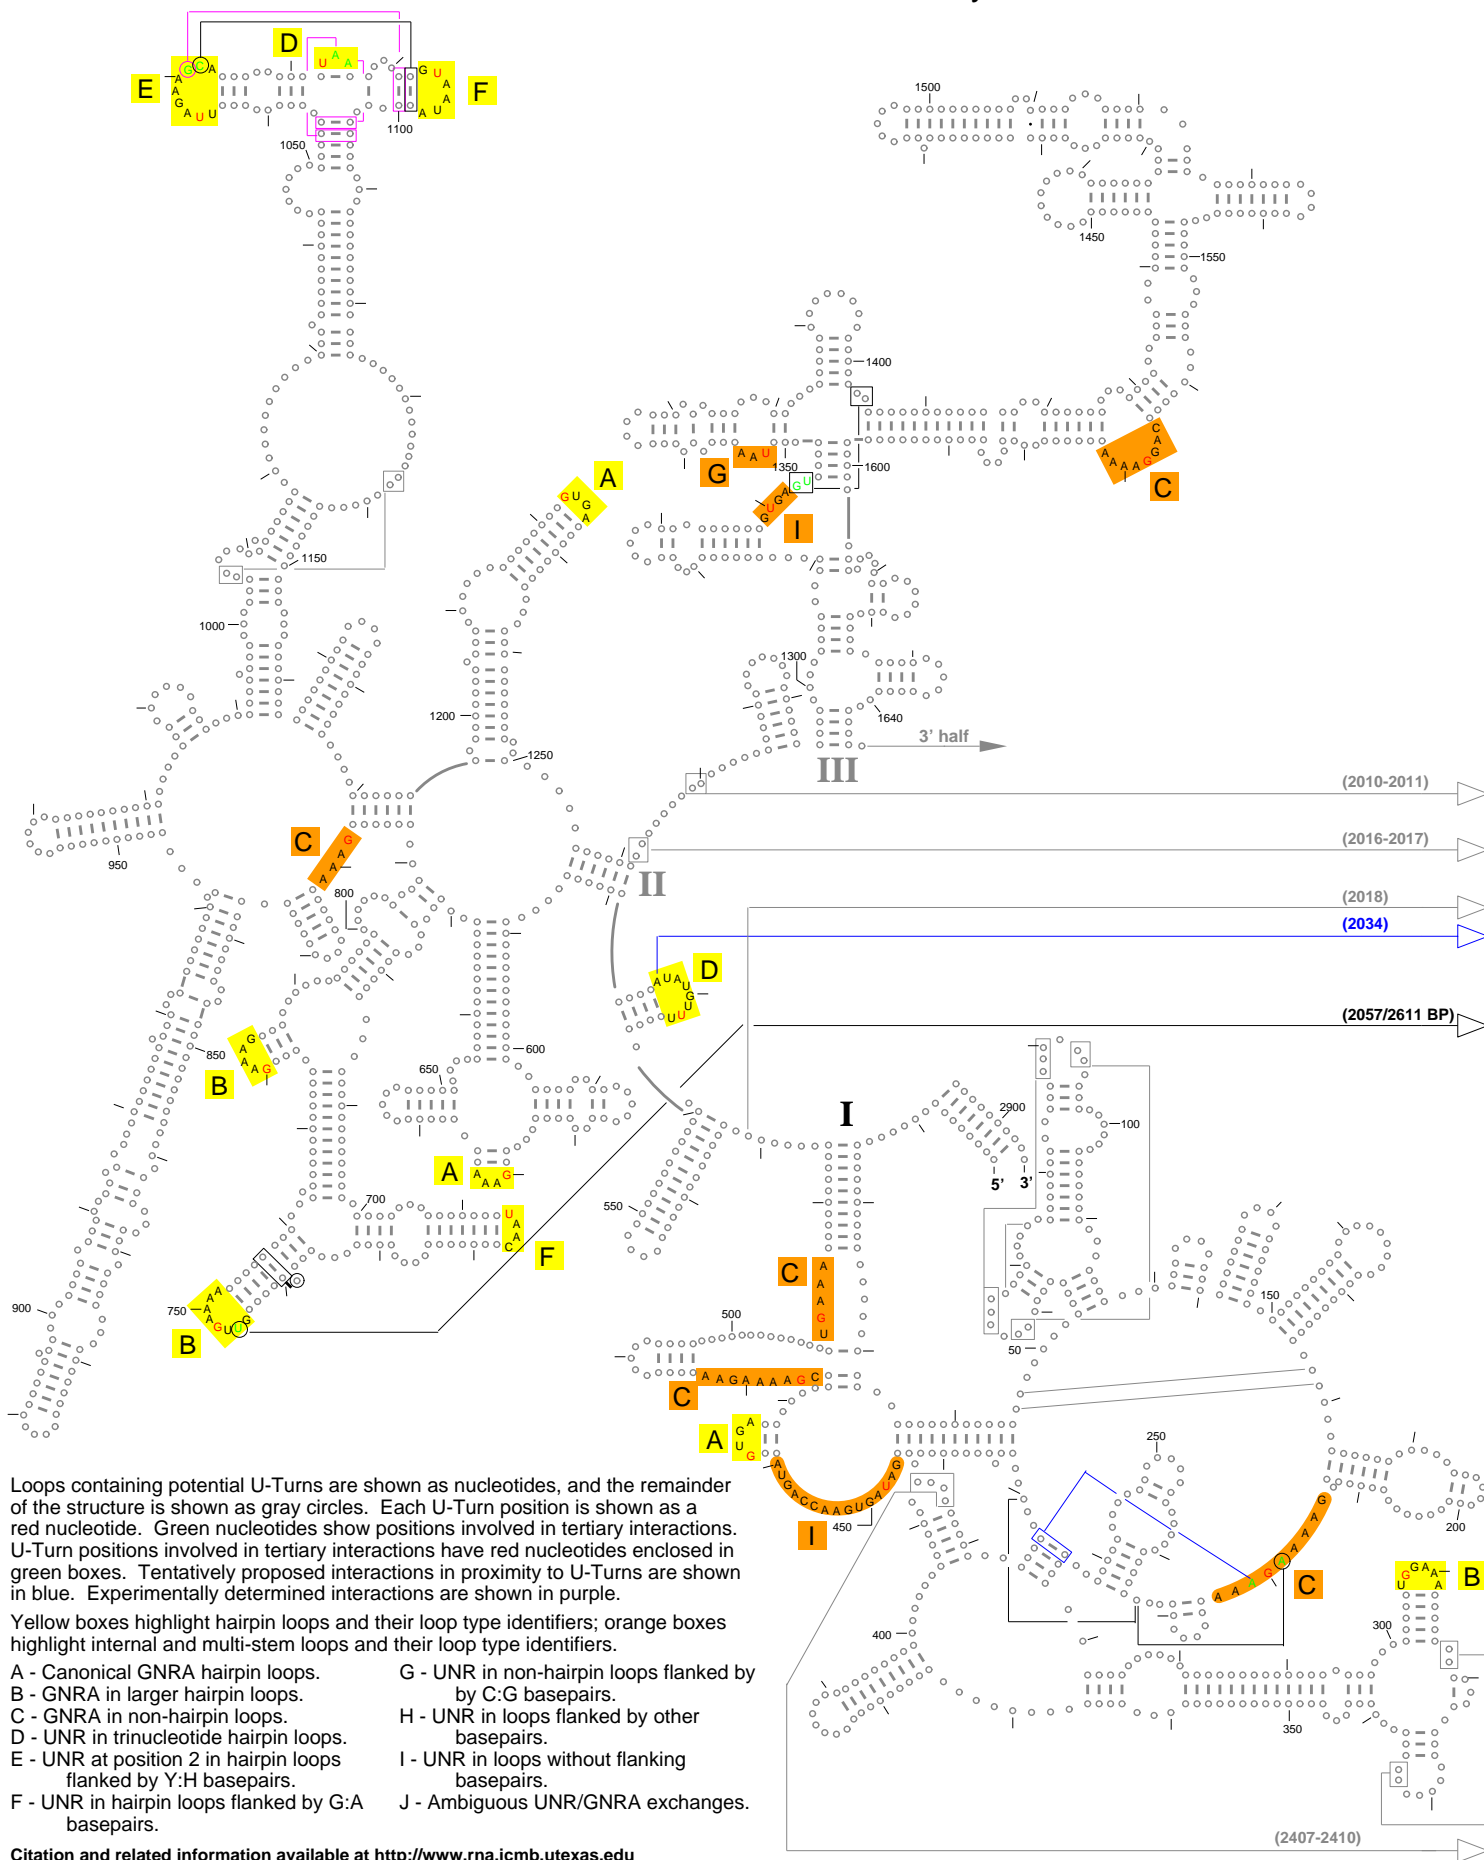 y
D
U A A
E
G C A
A
G
A
G
A U U
G U
A
A
A U
F
1100
1050
1500
1450
1550
1400
G
A A U
1350
1600
G U
G U G A
I
C
A
G
A
G
A A A
C
A
G U
G
A
1150
1000
1200
1250
1300
1640
3' half
III
(2010-2011)
(2016-2017)
(2018)
(2034)
(2057/2611 BP)
950
C
G
A
A
A
800
II
D
A U A
U
G
U
U U
850
G
A
A
A G
B
650
600
A
A A A G
700
U
A
A
C
F
I
2900
100
5' 3'
550
C
A
A
A
G
U
150
50
900
750
A
A
A
A
G U U G
B
500
C
A A G A A A A G C
A
A
G
U
G
A U G A C C A A G U G A U A G
450
I
250
200
G
A
A
A
A
G
A
A
A
C
U G G A A A
B
300
400
350
(2407-2410)
Loops containing potential U-Turns are shown as nucleotides, and the remainder
of the structure is shown as gray circles. Each U-Turn position is shown as a
red nucleotide. Green nucleotides show positions involved in tertiary interactions.
U-Turn positions involved in tertiary interactions have red nucleotides enclosed in
green boxes. Tentatively proposed interactions in proximity to U-Turns are shown
in blue. Experimentally determined interactions are shown in purple.
Yellow boxes highlight hairpin loops and their loop type identifiers; orange boxes
highlight internal and multi-stem loops and their loop type identifiers.
A - Canonical GNRA hairpin loops.
B - GNRA in larger hairpin loops.
C - GNRA in non-hairpin loops.
D - UNR in trinucleotide hairpin loops.
E - UNR at position 2 in hairpin loops
flanked by Y:H basepairs.
F - UNR in hairpin loops flanked by G:A
basepairs.
G - UNR in non-hairpin loops flanked by
by C:G basepairs.
H - UNR in loops flanked by other
basepairs.
I - UNR in loops without flanking
basepairs.
J - Ambiguous UNR/GNRA exchanges.
Citation and related information available at http://www.rna.icmb.utexas.edu